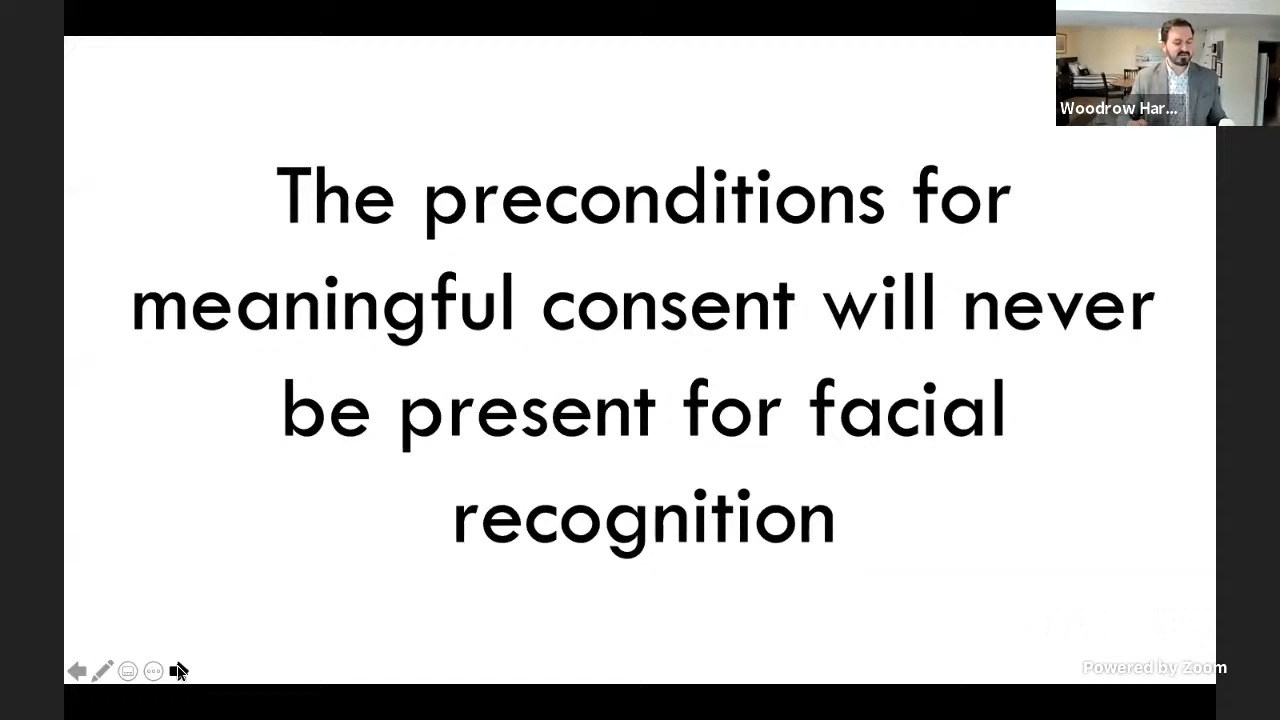 Woodrow Har...
The preconditions for
meaningful consent will never
be present for facial
recognition
Powered by Zoom